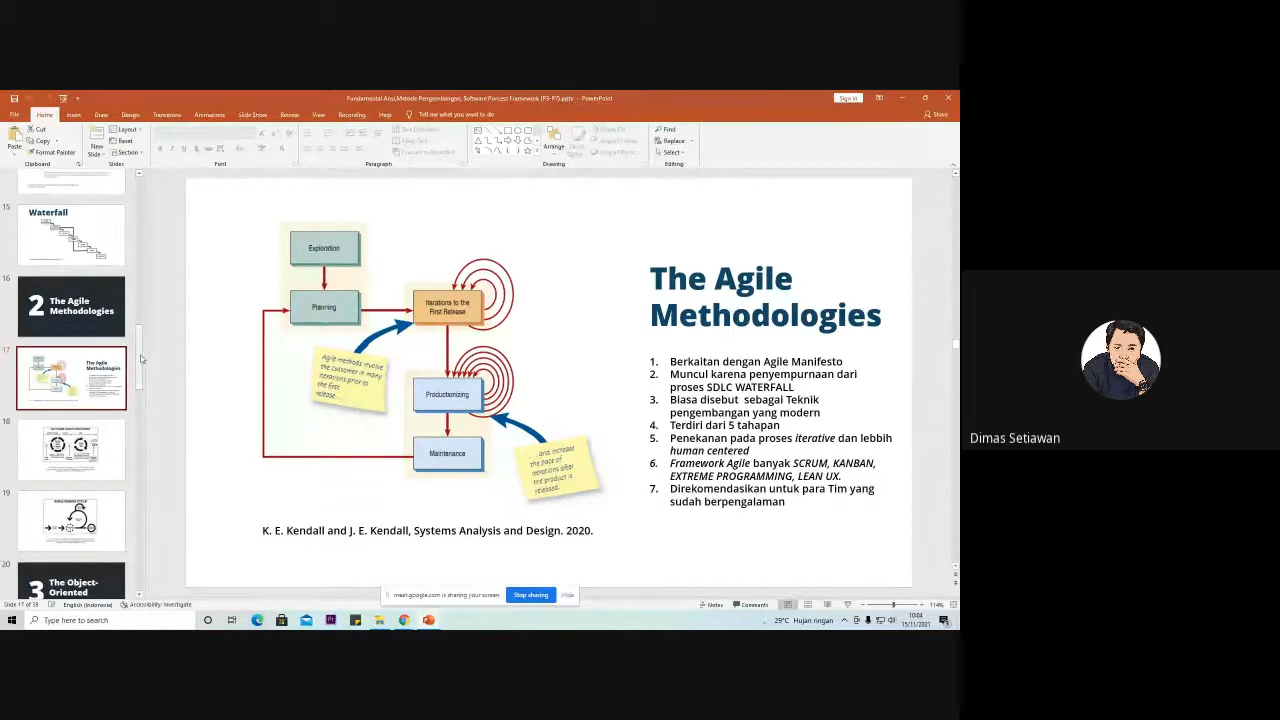 Fundamental Ansi,Metode Pengembangan, Software Porcess Framework (P3-P7).pptx - PowerPoint
Sign in
File Home Insert Draw Design Transitions Animations Slide Show Review View Recording Help Tell me what you want to do
Share
Paste
Cut
Copy
Format Painter
Clipboard
New
Slide
Layout
Reset
Section
Slides
Font
Paragraph
Arrange
Drawing
Find
Replace
Select
Editing
15
Waterfall
16
2 The Agile
Methodologies
17
The Agile
Methodologies
18
19
20
3 The Object-
Oriented
Exploration
Planning
Iterations to the
First Release
Productionizing
Maintenance
Agile methods involve
the customer in many
iterations prior to
the first
release...
... and increase
the pace of
iterations after
the product is
released.
K. E. Kendall and J. E. Kendall, Systems Analysis and Design. 2020.
The Agile
Methodologies
1. Berkaitan dengan Agile Manifesto
2. Muncul karena penyempurnaan dari
proses SDLC WATERFALL
3. Biasa disebut sebagai Teknik
pengembangan yang modern
4. Terdiri dari 5 tahapan
5. Penekanan pada proses iterative dan lebbih
human centered
6. Framework Agile banyak SCRUM, KANBAN,
EXTREME PROGRAMMING, LEAN UX.
7. Direkomendasikan untuk para Tim yang
sudah berpengalaman
Dimas Setiawan
meet.google.com is sharing your screen Stop sharing Hide
Slide 17 of 38 English (Indonesia) Accessibility: Investigate
Notes Comments 114%
Type here to search
29°C Hujan ringan
10:04
15/11/2021